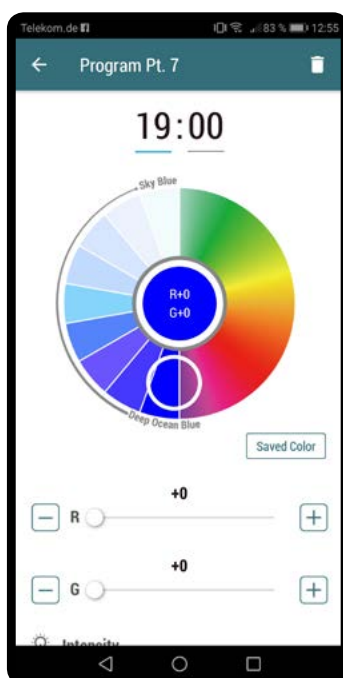 Telekom.de 83 % 12:55
Program Pt. 7
19:00
Sky Blue
R+0
G+0
Deep Ocean Blue
Saved Color
+0
R
+0
G
Intensity